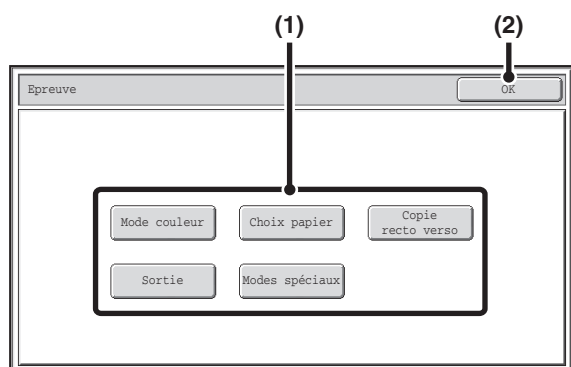 (1) (2)
Epreuve OK
Mode couleur Choix papier Copie
recto verso
Sortie Modes spéciaux